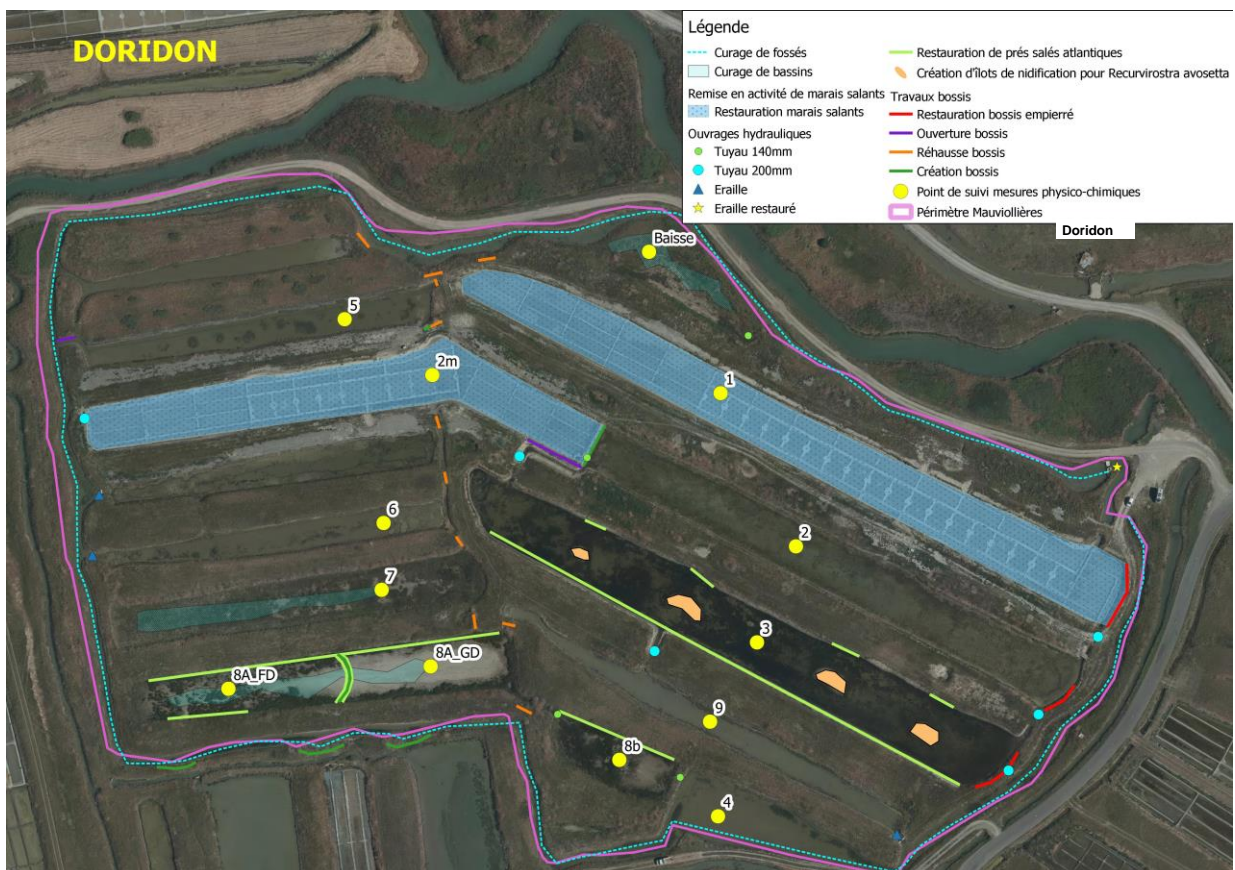 DORIDON
Légende
Curage de fossés
Curage de bassins
Remise en activité de marais salants
Restauration marais salants
Ouvrages hydrauliques
Tuyau 140mm
Tuyau 200mm
Eraille
Eraille restauré
Restauration de prés salés atlantiques
Création d'îlots de nidification pour Recurvirostra avosetta
Travaux bossis
Restauration bossis empierré
Ouverture bossis
Réhausse bossis
Création bossis
Point de suivi mesures physico-chimiques
Périmètre Mauviollières
Doridon
Baisse
5
2m
1
6
2
7
3
8A_GD
8A_FD
9
8b
4